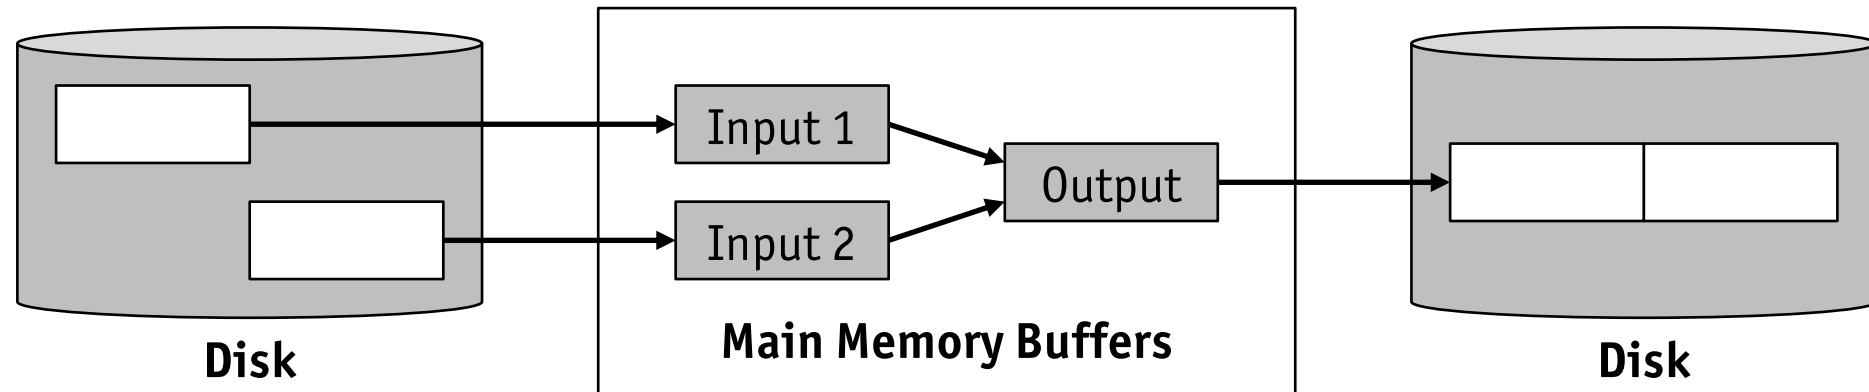 Input 1
Output
Input 2
Main Memory Buffers
Disk
Disk